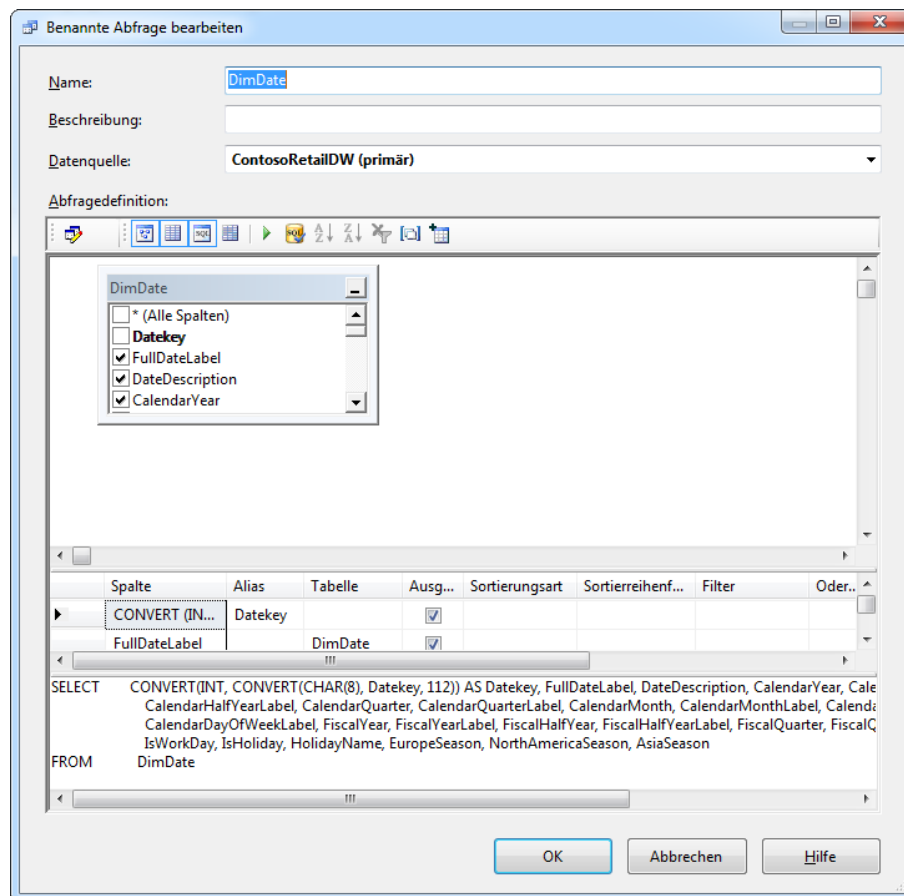 Benannte Abfrage bearbeiten
Name:
DimDate
Beschreibung:
Datenquelle:
ContosoRetailDW (primär)
Abfragedefinition:
DimDate
* (Alle Spalten)
Datekey
FullDateLabel
DateDescription
CalendarYear
Spalte Alias Tabelle Ausg... Sortierungsart Sortierreihenf... Filter Oder..
CONVERT (IN... Datekey
FullDateLabel DimDate
SELECT CONVERT(INT, CONVERT(CHAR(8), Datekey, 112)) AS Datekey, FullDateLabel, DateDescription, CalendarYear, Cale
CalendarHalfYearLabel, CalendarQuarter, CalendarQuarterLabel, CalendarMonth, CalendarMonthLabel, Calenda
CalendarDayOfWeekLabel, FiscalYear, FiscalYearLabel, FiscalHalfYear, FiscalHalfYearLabel, FiscalQuarter, FiscalQ
IsWorkDay, IsHoliday, HolidayName, EuropeSeason, NorthAmericaSeason, AsiaSeason
FROM DimDate
OK Abbrechen Hilfe